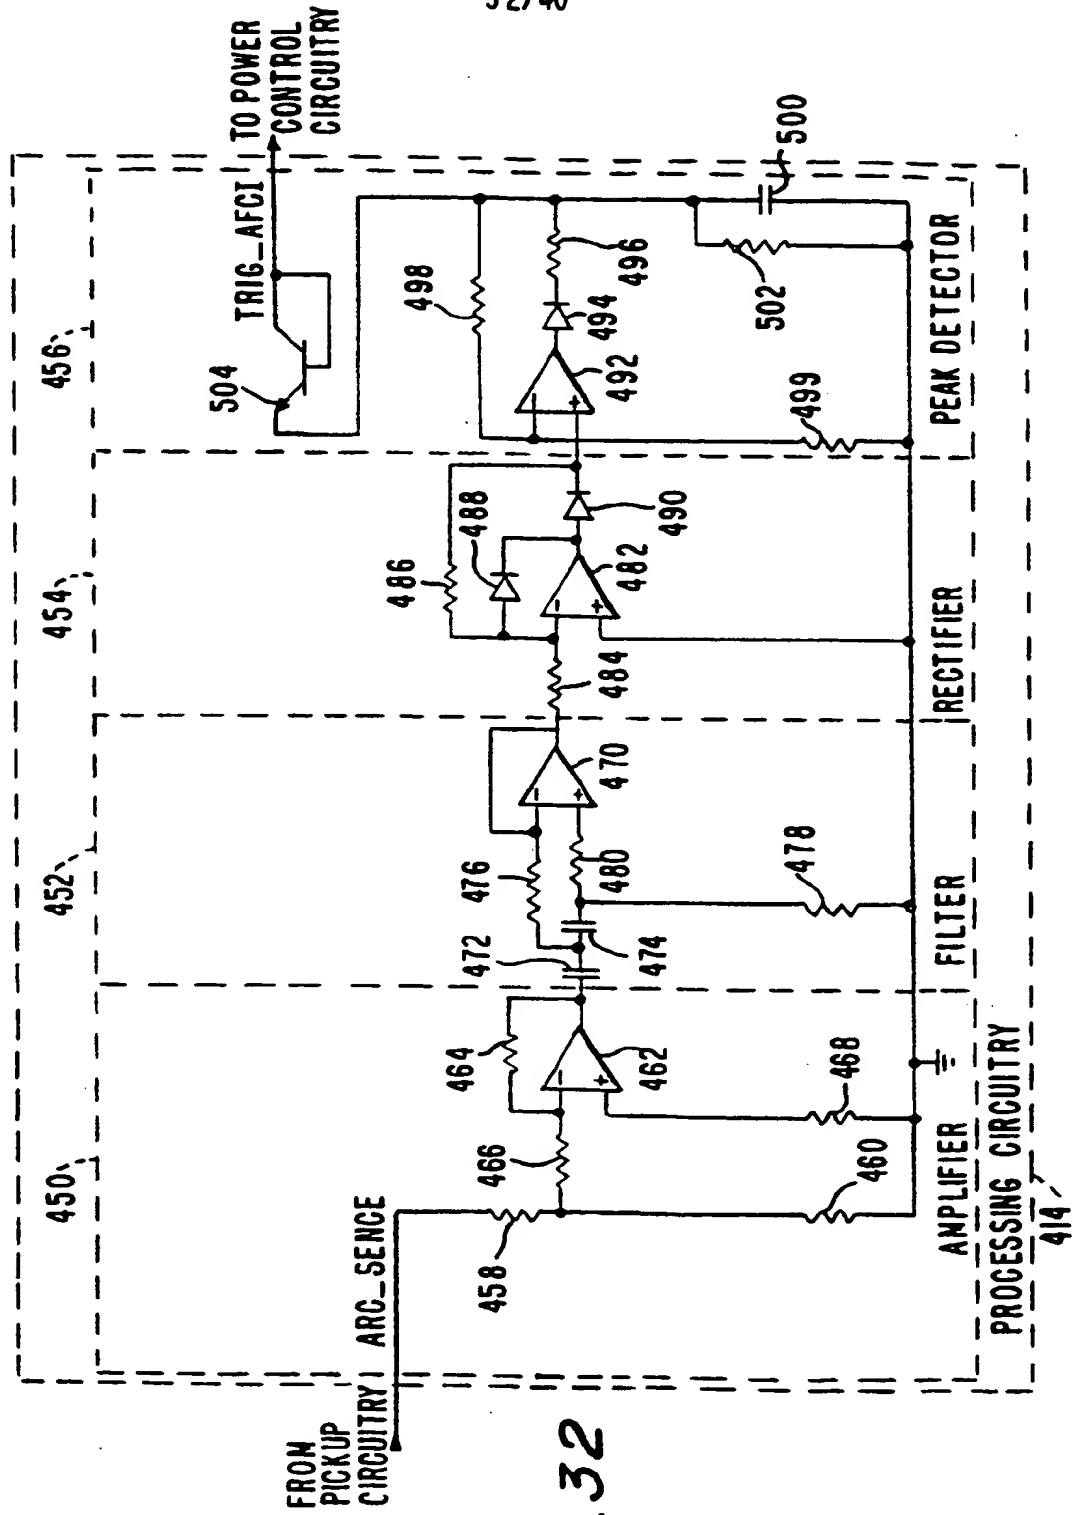 32/40
FROM
PICKUP
CIRCUITRY
ARC_SENCE
TRIG_AFCI
TO POWER
CONTROL
CIRCUITRY
450
452
454
456
504
458
460
466
464
462
468
472
474
476
480
470
478
484
486
488
482
490
498
492
494
496
499
502
500
AMPLIFIER
FILTER
RECTIFIER
PEAK DETECTOR
PROCESSING CIRCUITRY
414
32